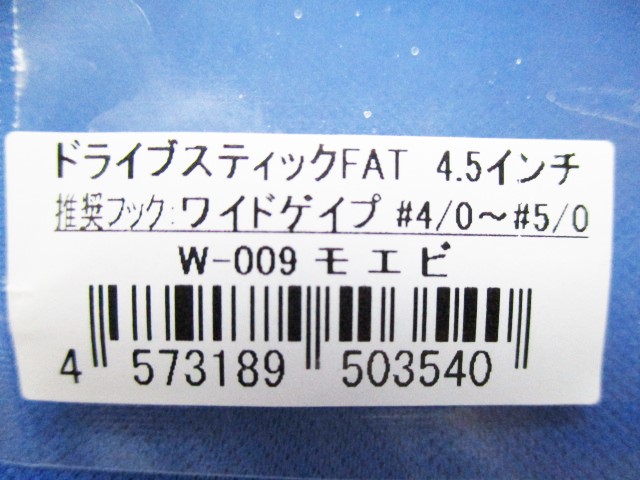 ドライブスティックFAT 4.5インチ
推奨フック:ワイドゲイプ #4/0～#5/0
W-009 モエビ
4 573189 503540